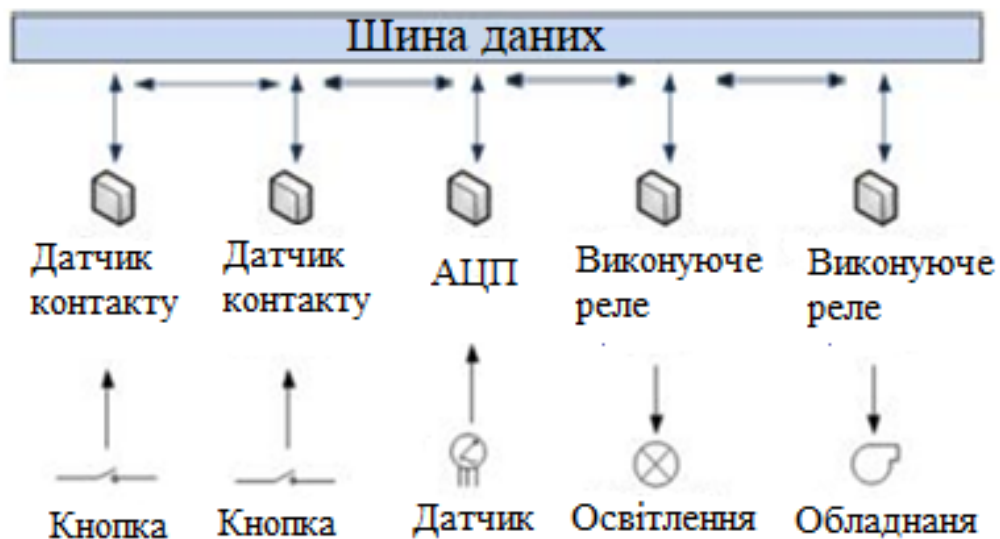 Шина даних
Датчик
контакту
Датчик
контакту
АЦП
Виконуюче
реле
Виконуюче
реле
Кнопка
Кнопка
Датчик
Освітлення
Обладнаня